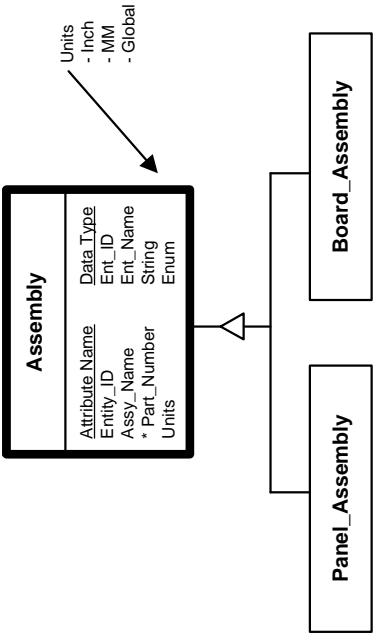 Assembly
Attribute Name Data Type
Entity_ID Ent_ID
Assy_Name Ent_Name
* Part_Number String
Units Enum
Units
- Inch
- MM
- Global
Panel_Assembly
Board_Assembly